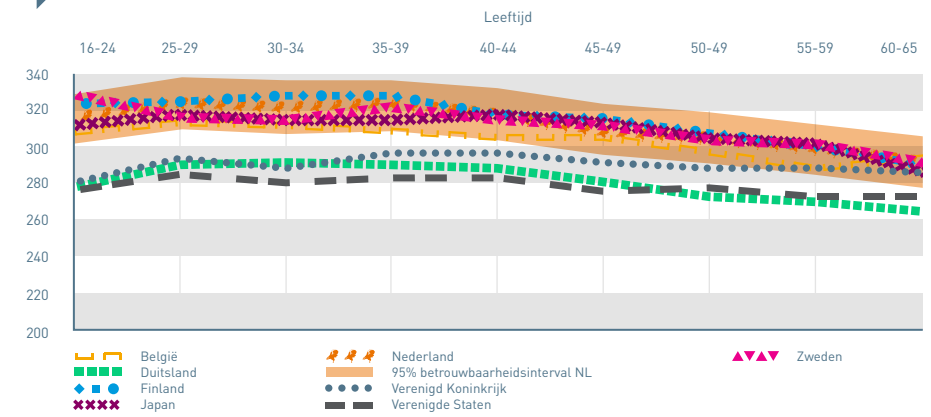 Leeftijd
16-24 25-29 30-34 35-39 40-44 45-49 50-49 55-59 60-65
340
320
300
280
260
240
220
200
België Nederland Zweden
Duitsland 95% betrouwbaarheidsinterval NL
Finland Verenigd Koninkrijk
Japan Verenigde Staten